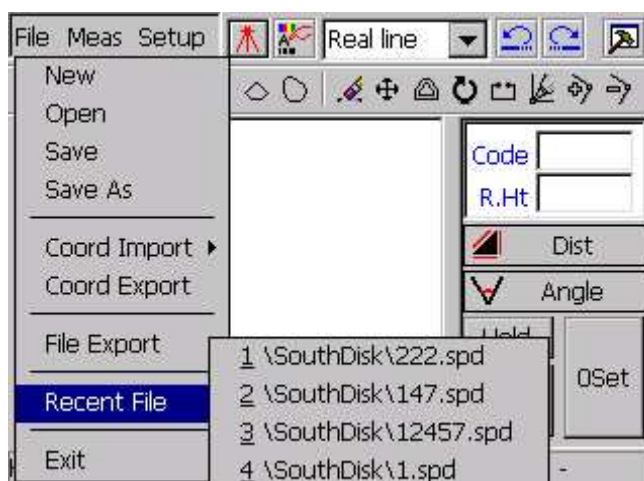 File Meas Setup
Real line
New
Open
Save
Save As
Coord Import
Coord Export
File Export
Recent File
Exit
1 \SouthDisk\222.spd
2 \SouthDisk\147.spd
3 \SouthDisk\12457.spd
4 \SouthDisk\1.spd
Code
R.Ht
Dist
Angle
0Set
-